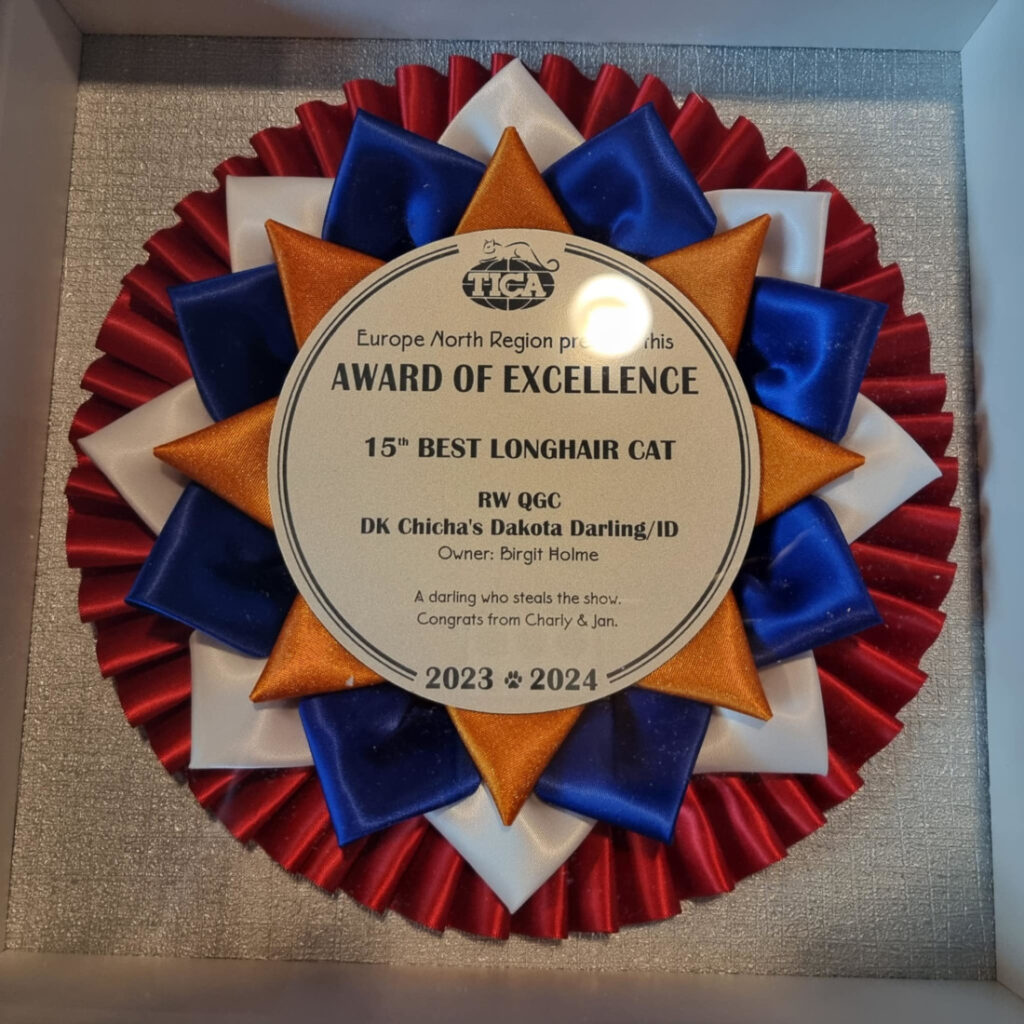 TICA
Europe North Region this
AWARD OF EXCELLENCE
15th BEST LONGHAIR CAT
RW QGC
DK Chicha's Dakota Darling/ID
Owner: Birgit Holme
A darling who steals the show.
Congrats from Charly & Jan.
2023 2024